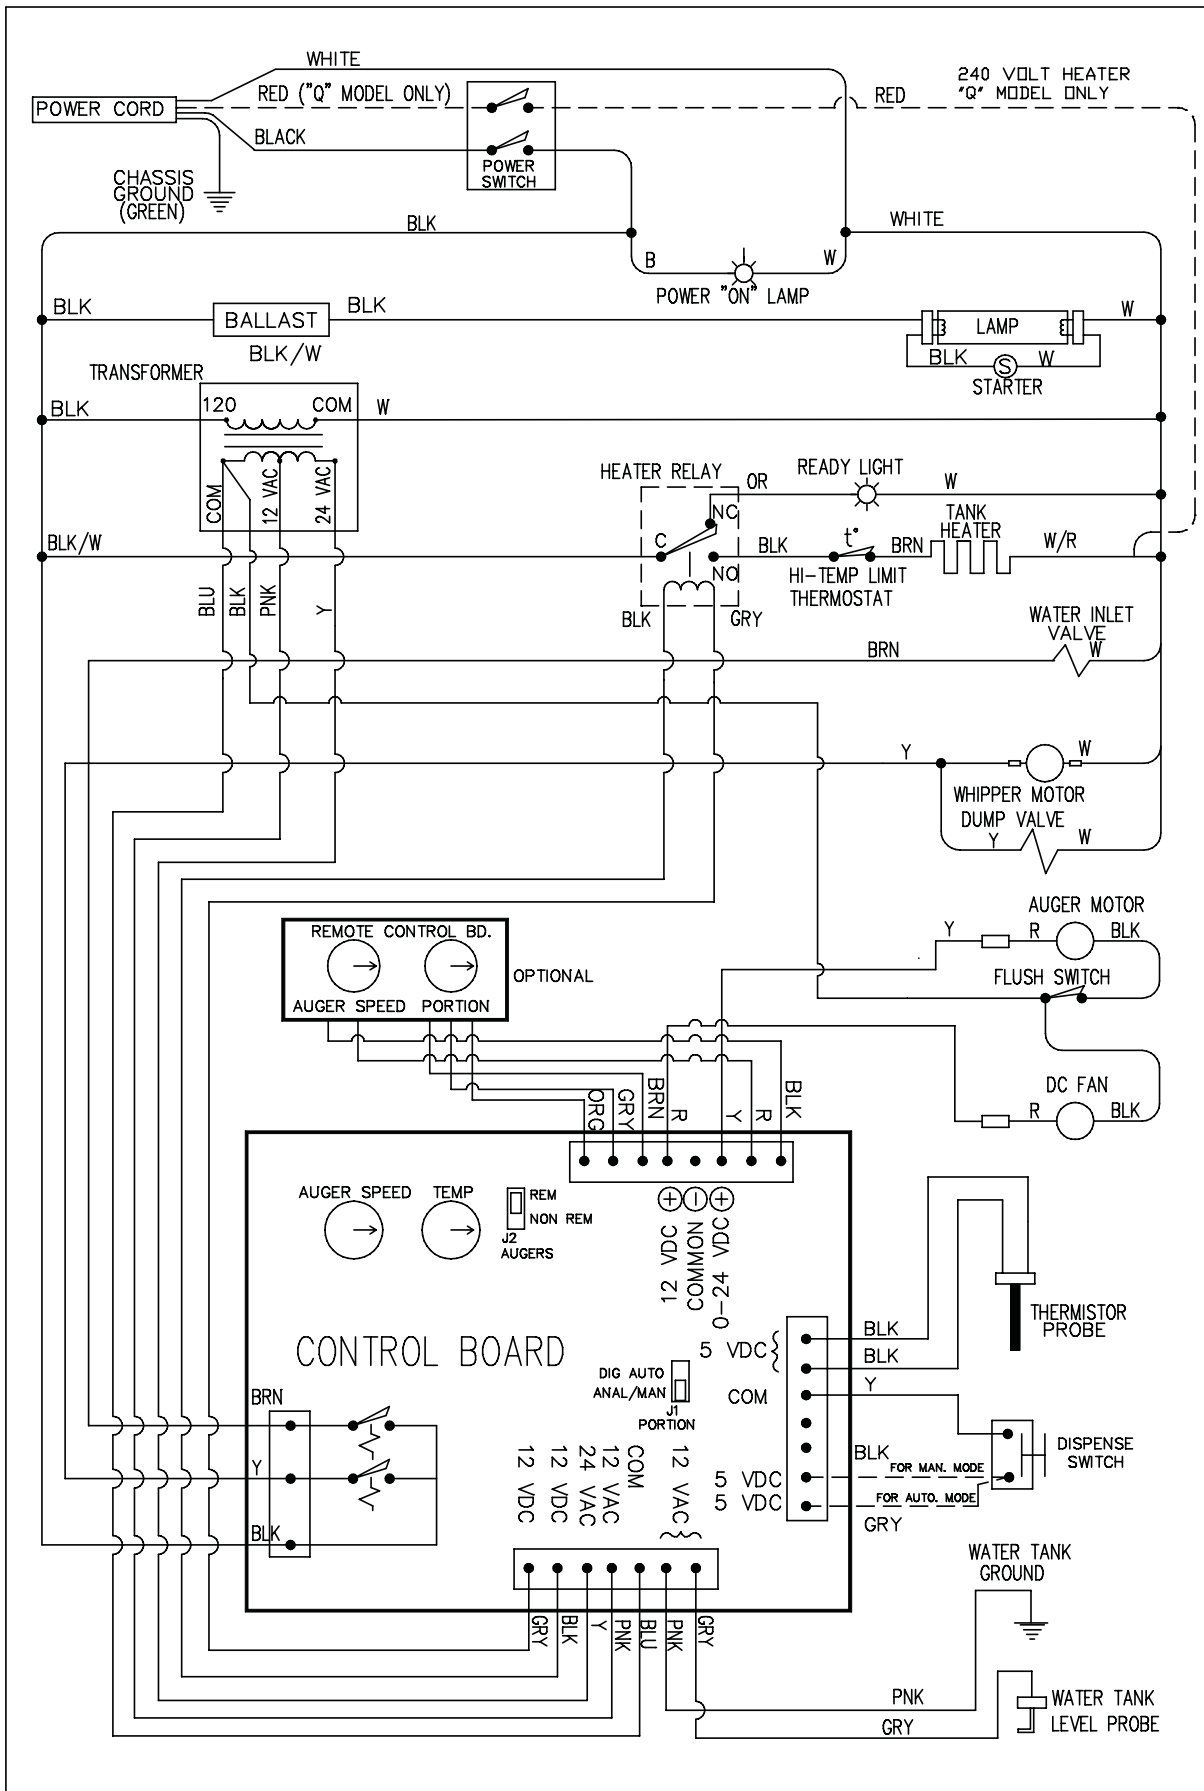 WHITE
RED ("Q" MODEL ONLY)
240 VOLT HEATER
"Q" MODEL ONLY
POWER CORD
RED
BLACK
POWER
SWITCH
CHASSIS
GROUND
(GREEN)
BLK
WHITE
B
W
POWER "ON" LAMP
BLK
BALLAST
BLK
BLK/W
LAMP
W
BLK
S
W
STARTER
TRANSFORMER
BLK
120
COM
W
COM
12 VAC
24 VAC
HEATER RELAY
READY LIGHT
OR
W
NC
TANK
HEATER
BLK/W
C
BLK
t°
BRN
W/R
NO
HI-TEMP LIMIT
THERMOSTAT
BLU
BLK
PNK
Y
BLK
GRY
WATER INLET
VALVE
BRN
W
Y
W
WHIPPER MOTOR
DUMP VALVE
Y
W
AUGER MOTOR
Y
R
BLK
REMOTE CONTROL BD.
OPTIONAL
AUGER SPEED
PORTION
FLUSH SWITCH
DC FAN
R
BLK
ORG
GRY
BRN
R
Y
R
BLK
AUGER SPEED
TEMP
REM
NON REM
J2
AUGERS
+
−
+
12 VDC
COMMON
0-24 VDC
THERMISTOR
PROBE
CONTROL BOARD
5 VDC
BLK
BLK
DIG AUTO
ANAL/MAN
J1
PORTION
COM
Y
BRN
Y
BLK
DISPENSE
SWITCH
BLK
FOR MAN. MODE
5 VDC
5 VDC
FOR AUTO. MODE
GRY
12 VDC
12 VDC
24 VAC
12 VAC
COM
12 VAC
WATER TANK
GROUND
GRY
BLK
Y
PNK
BLU
PNK
GRY
PNK
GRY
WATER TANK
LEVEL PROBE